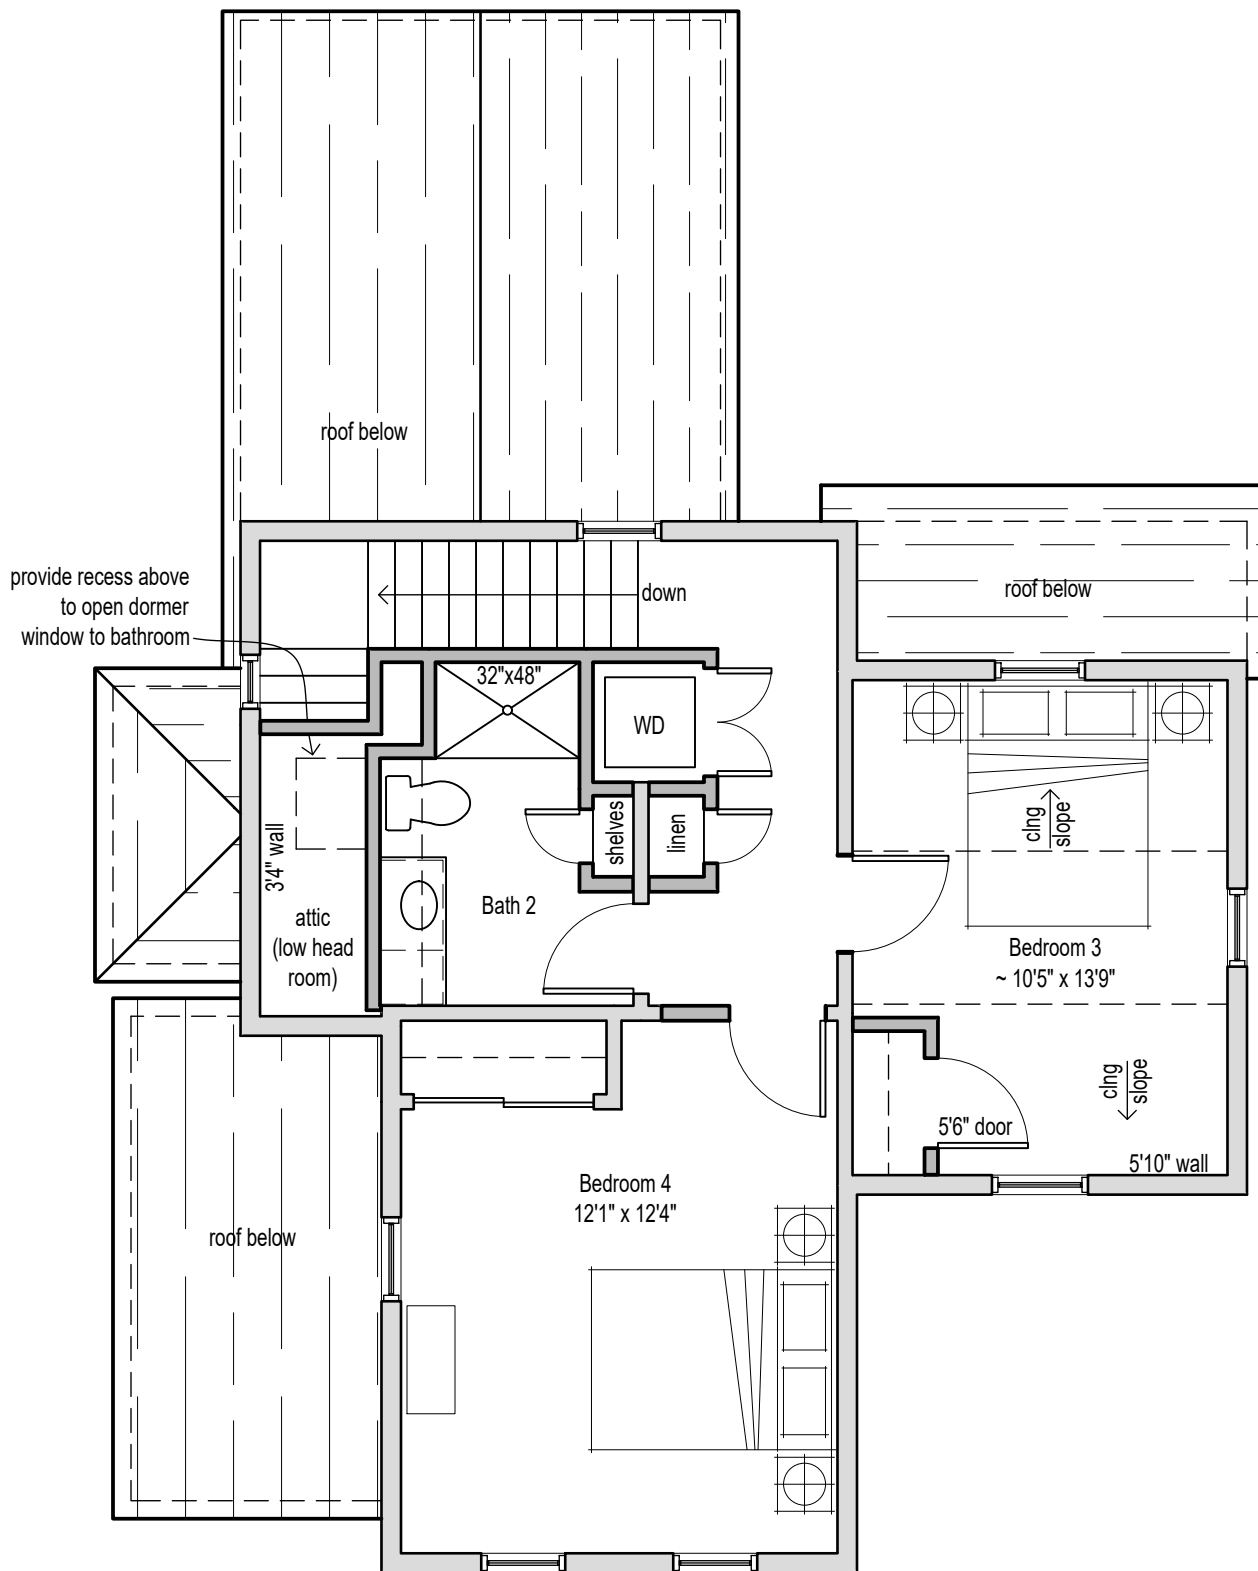 roof below
provide recess above
to open dormer
window to bathroom
down
roof below
32"x48"
WD
clng
slope
3'4" wall
shelves
linen
attic
(low head
room)
Bath 2
Bedroom 3
~ 10'5" x 13'9"
clng
slope
5'6" door
5'10" wall
Bedroom 4
12'1" x 12'4"
roof below